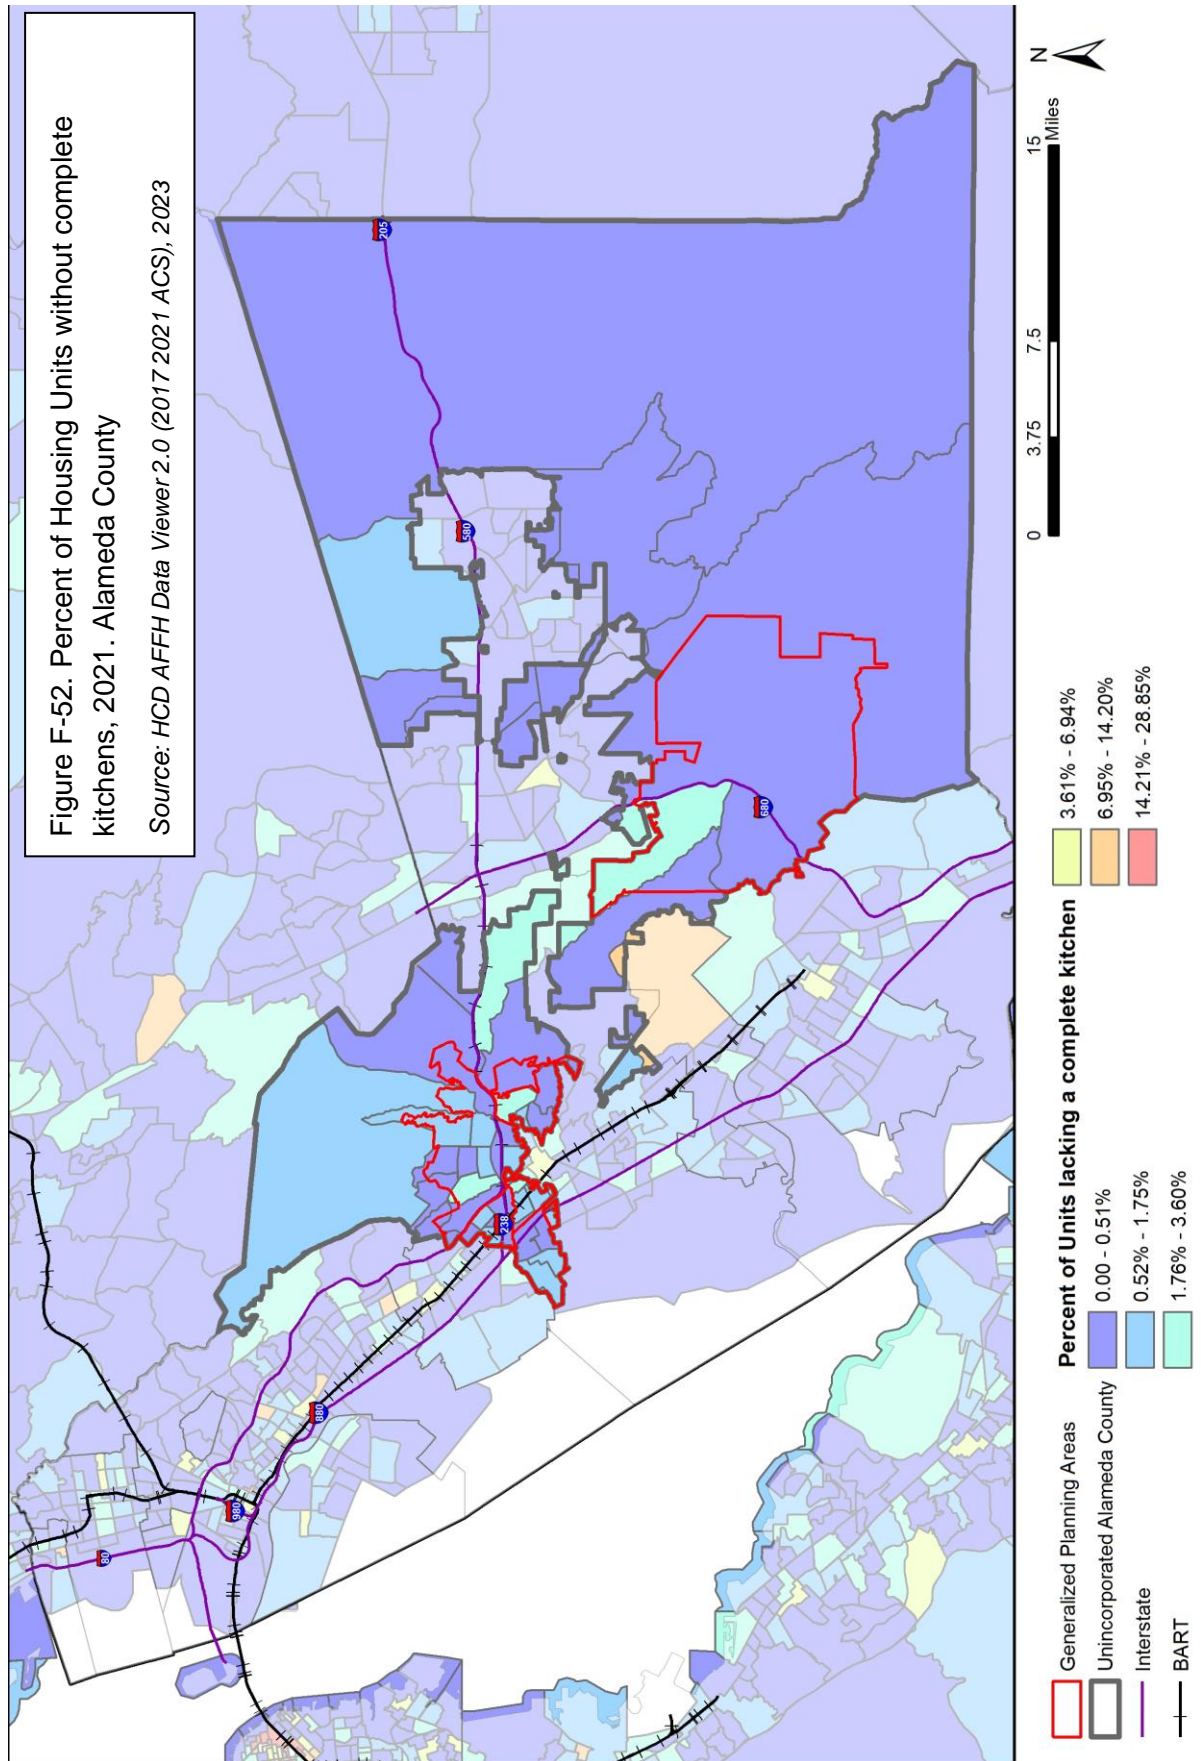 Figure F-52. Percent of Housing Units without complete
kitchens, 2021. Alameda County
Source: HCD AFFH Data Viewer 2.0 (2017 2021 ACS), 2023
80
980
880
238
680
580
205
Generalized Planning Areas
Unincorporated Alameda County
Interstate
BART
Percent of Units lacking a complete kitchen
0.00 - 0.51%
0.52% - 1.75%
1.76% - 3.60%
3.61% - 6.94%
6.95% - 14.20%
14.21% - 28.85%
0
3.75
7.5
15
Miles
N